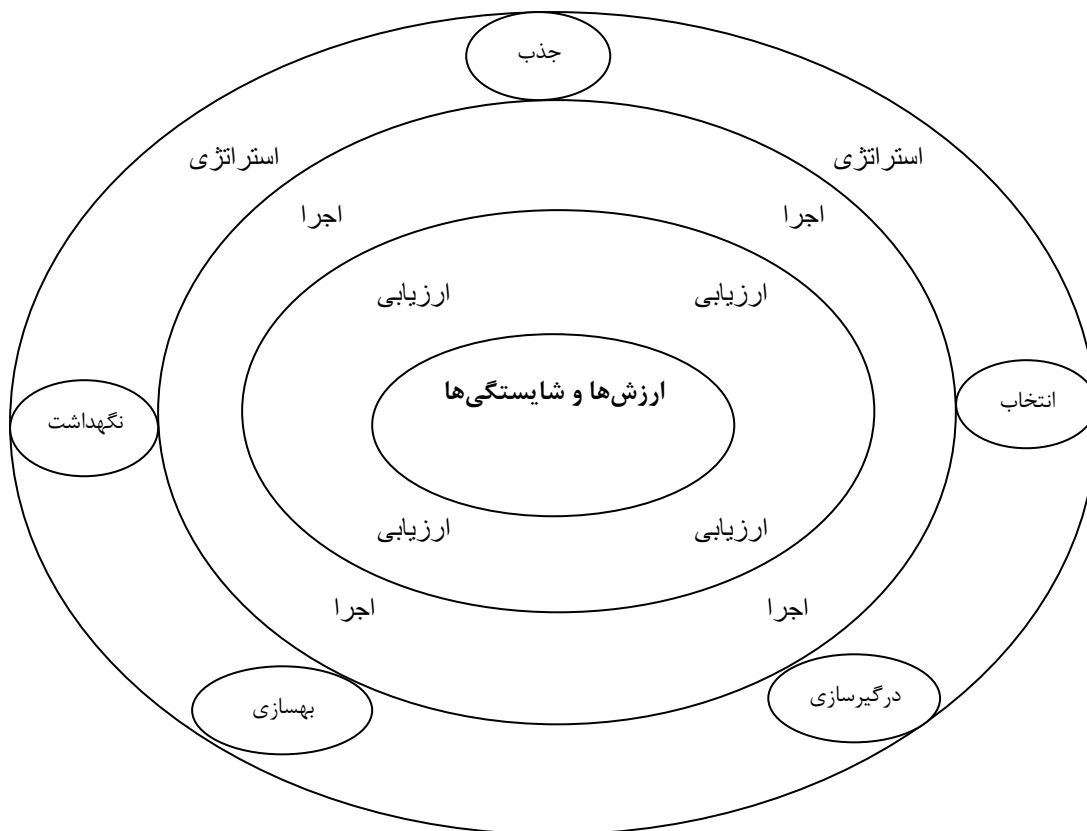 جذب
استراتژی
استراتژی
اجرا
اجرا
ارزیابی
ارزیابی
ارزش‌ها و شایستگی‌ها
انتخاب
نگهداشت
ارزیابی
ارزیابی
اجرا
اجرا
درگیرسازی
بهسازی